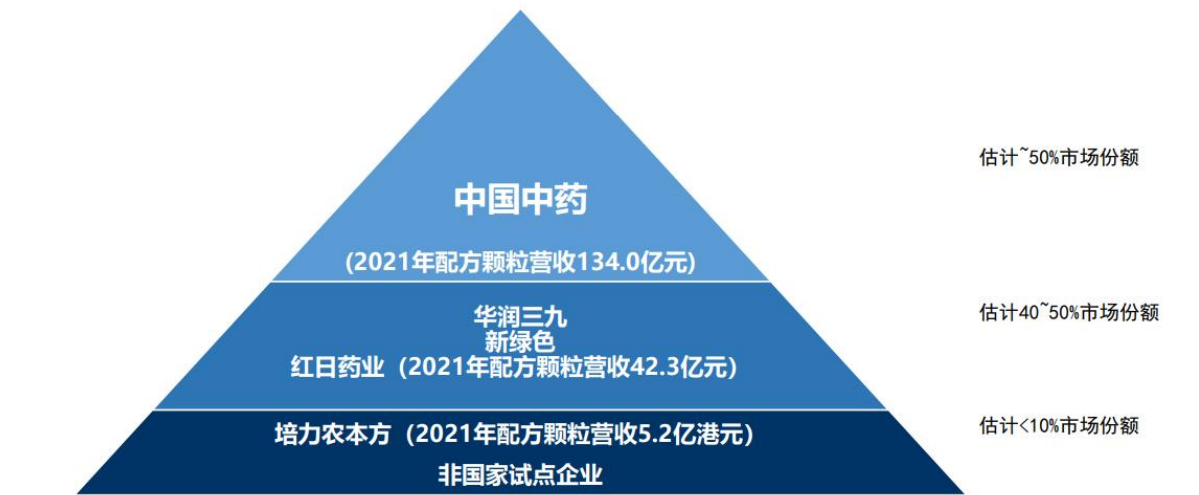 估计~50%市场份额
中国中药
(2021年配方颗粒营收134.0亿元)
华润三九
估计40~50%市场份额
新绿色
红日药业（2021年配方颗粒营收42.3亿元）
估计<10%市场份额
培力农本方（2021年配方颗粒营收5.2亿港元）
非国家试点企业